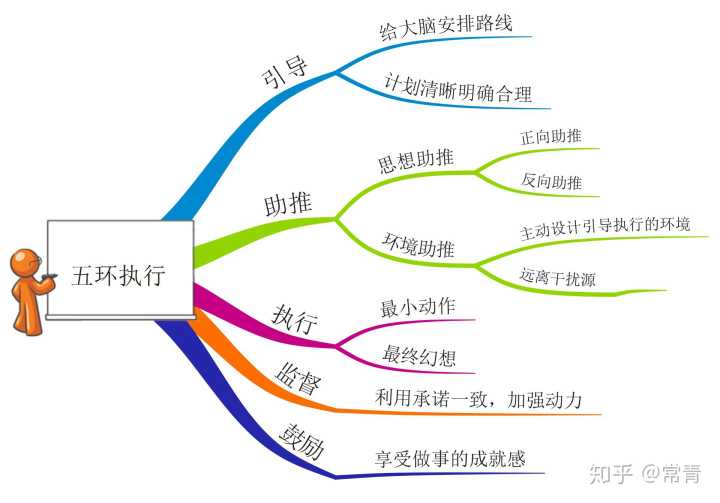 五环执行
引导
给大脑安排路线
计划清晰明确合理
助推
思想助推
正向助推
反向助推
环境助推
主动设计引导执行的环境
远离干扰源
执行
最小动作
最终幻想
监督
利用承诺一致，加强动力
鼓励
享受做事的成就感
知乎 @常青